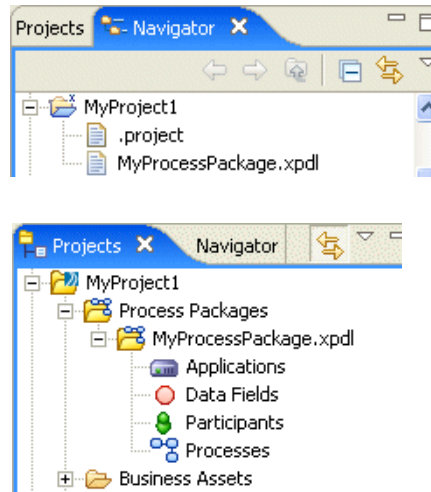 Projects Navigator
MyProject1
.project
MyProcessPackage.xpdl
Projects Navigator
MyProject1
Process Packages
MyProcessPackage.xpdl
Applications
Data Fields
Participants
Processes
Business Assets